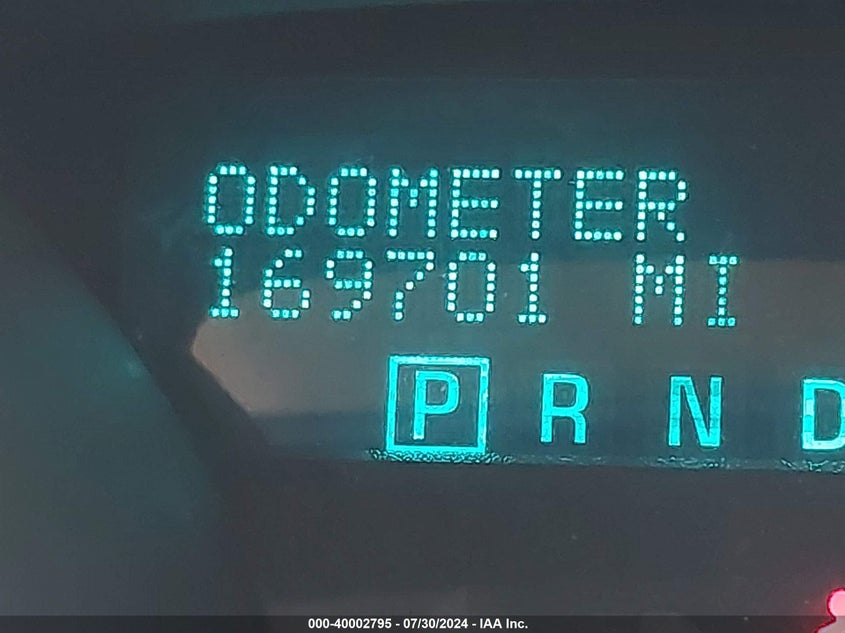 ODOMETER
169701 MI
P R N D
000-40002795 - 07/30/2024 - IAA Inc.